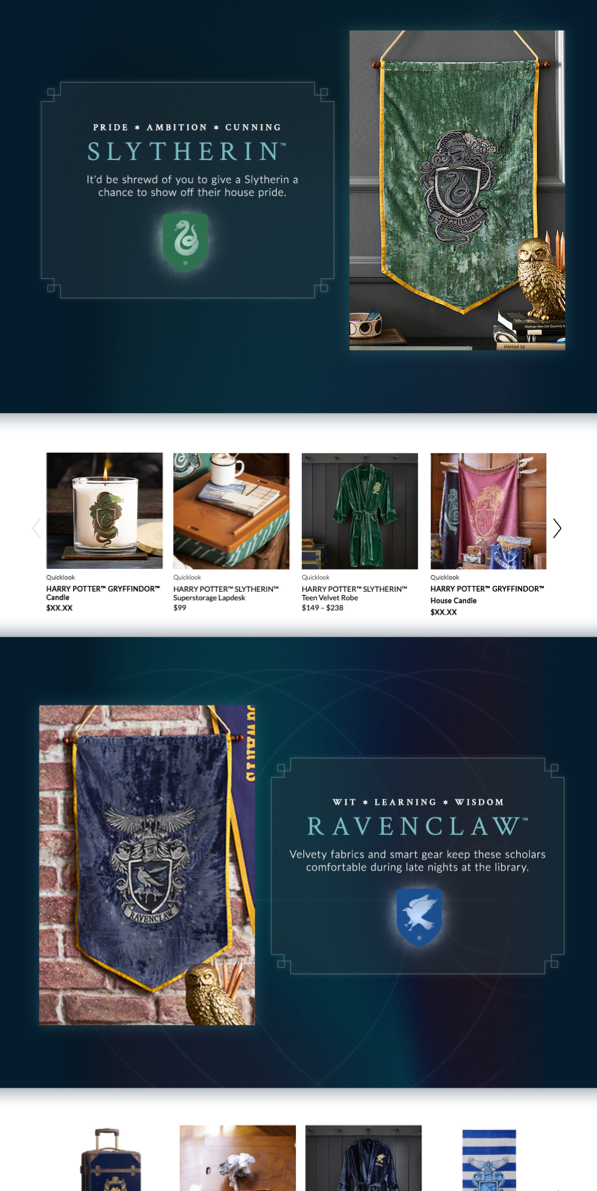 PRIDE ✶ AMBITION ✶ CUNNING
SLYTHERIN™
It'd be shrewd of you to give a Slytherin a
chance to show off their house pride.
SLYTHERIN
Quicklook
HARRY POTTER™ GRYFFINDOR™
Candle
$XX.XX
Quicklook
HARRY POTTER™ SLYTHERIN™
Superstorage Lapdesk
$99
Quicklook
HARRY POTTER™ SLYTHERIN™
Teen Velvet Robe
$149 – $238
Quicklook
HARRY POTTER™ GRYFFINDOR™
House Candle
$XX.XX
RAVENCLAW
WIT ✶ LEARNING ✶ WISDOM
RAVENCLAW™
Velvety fabrics and smart gear keep these scholars
comfortable during late nights at the library.